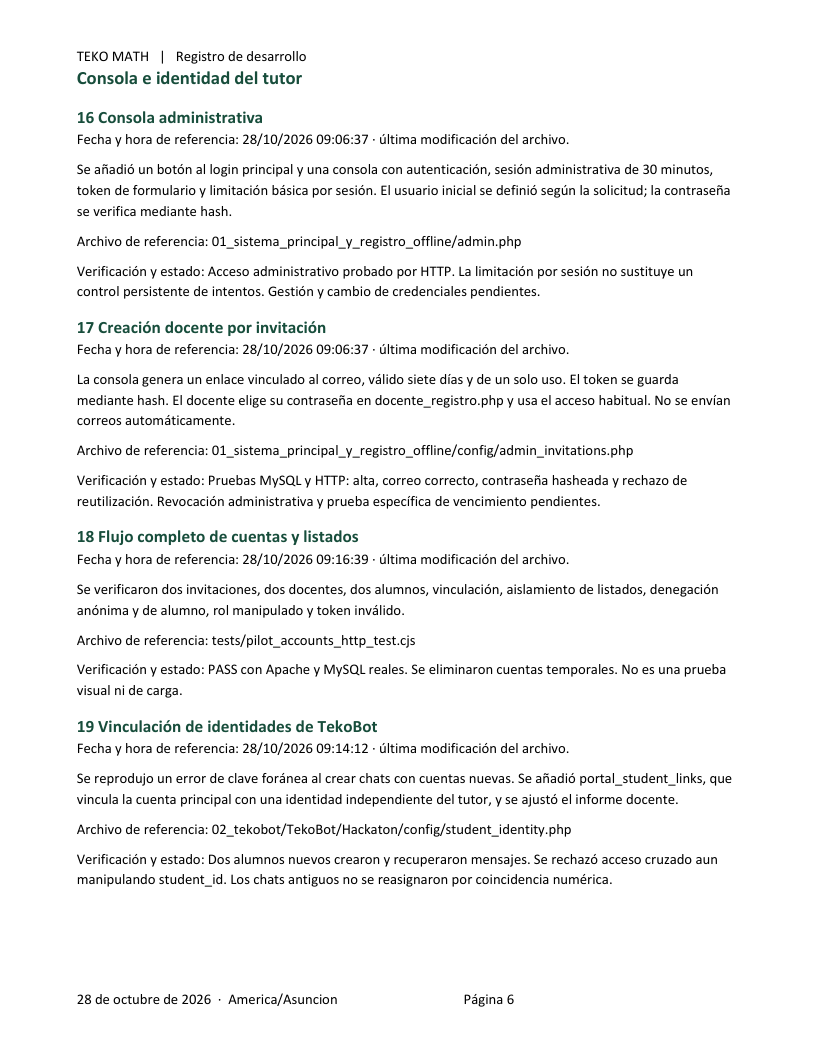 TEKO MATH | Registro de desarrollo
Consola e identidad del tutor
16 Consola administrativa
Fecha y hora de referencia: 28/10/2026 09:06:37 · última modificación del archivo.
Se añadió un botón al login principal y una consola con autenticación, sesión administrativa de 30 minutos,
token de formulario y limitación básica por sesión. El usuario inicial se definió según la solicitud; la contraseña
se verifica mediante hash.
Archivo de referencia: 01_sistema_principal_y_registro_offline/admin.php
Verificación y estado: Acceso administrativo probado por HTTP. La limitación por sesión no sustituye un
control persistente de intentos. Gestión y cambio de credenciales pendientes.
17 Creación docente por invitación
Fecha y hora de referencia: 28/10/2026 09:06:37 · última modificación del archivo.
La consola genera un enlace vinculado al correo, válido siete días y de un solo uso. El token se guarda
mediante hash. El docente elige su contraseña en docente_registro.php y usa el acceso habitual. No se envían
correos automáticamente.
Archivo de referencia: 01_sistema_principal_y_registro_offline/config/admin_invitations.php
Verificación y estado: Pruebas MySQL y HTTP: alta, correo correcto, contraseña hasheada y rechazo de
reutilización. Revocación administrativa y prueba específica de vencimiento pendientes.
18 Flujo completo de cuentas y listados
Fecha y hora de referencia: 28/10/2026 09:16:39 · última modificación del archivo.
Se verificaron dos invitaciones, dos docentes, dos alumnos, vinculación, aislamiento de listados, denegación
anónima y de alumno, rol manipulado y token inválido.
Archivo de referencia: tests/pilot_accounts_http_test.cjs
Verificación y estado: PASS con Apache y MySQL reales. Se eliminaron cuentas temporales. No es una prueba
visual ni de carga.
19 Vinculación de identidades de TekoBot
Fecha y hora de referencia: 28/10/2026 09:14:12 · última modificación del archivo.
Se reprodujo un error de clave foránea al crear chats con cuentas nuevas. Se añadió portal_student_links, que
vincula la cuenta principal con una identidad independiente del tutor, y se ajustó el informe docente.
Archivo de referencia: 02_tekobot/TekoBot/Hackaton/config/student_identity.php
Verificación y estado: Dos alumnos nuevos crearon y recuperaron mensajes. Se rechazó acceso cruzado aun
manipulando student_id. Los chats antiguos no se reasignaron por coincidencia numérica.
28 de octubre de 2026 · America/Asuncion Página 6